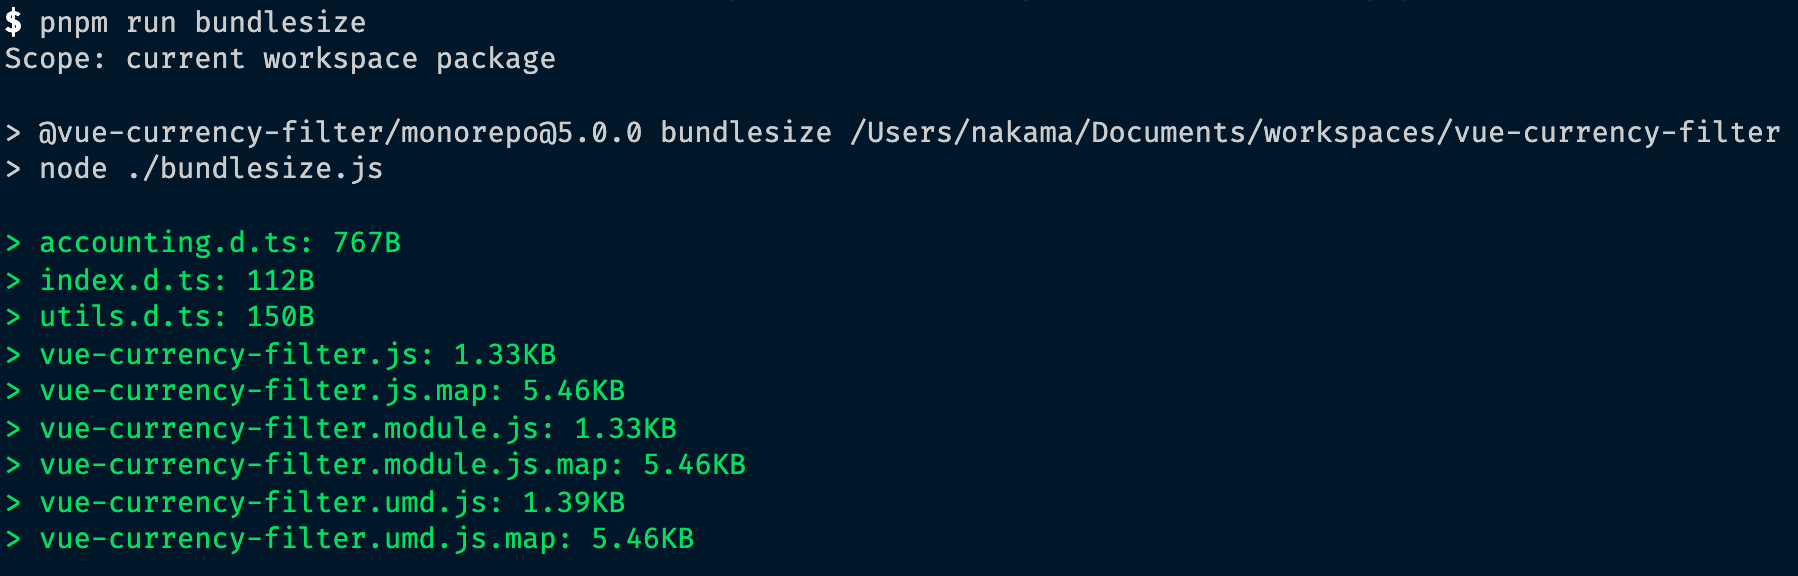 $ pnpm run bundlesize
Scope: current workspace package
> @vue-currency-filter/monorepo@5.0.0 bundlesize /Users/nakama/Documents/workspaces/vue-currency-filter
> node ./bundlesize.js
> accounting.d.ts: 767B
> index.d.ts: 112B
> utils.d.ts: 150B
> vue-currency-filter.js: 1.33KB
> vue-currency-filter.js.map: 5.46KB
> vue-currency-filter.module.js: 1.33KB
> vue-currency-filter.module.js.map: 5.46KB
> vue-currency-filter.umd.js: 1.39KB
> vue-currency-filter.umd.js.map: 5.46KB